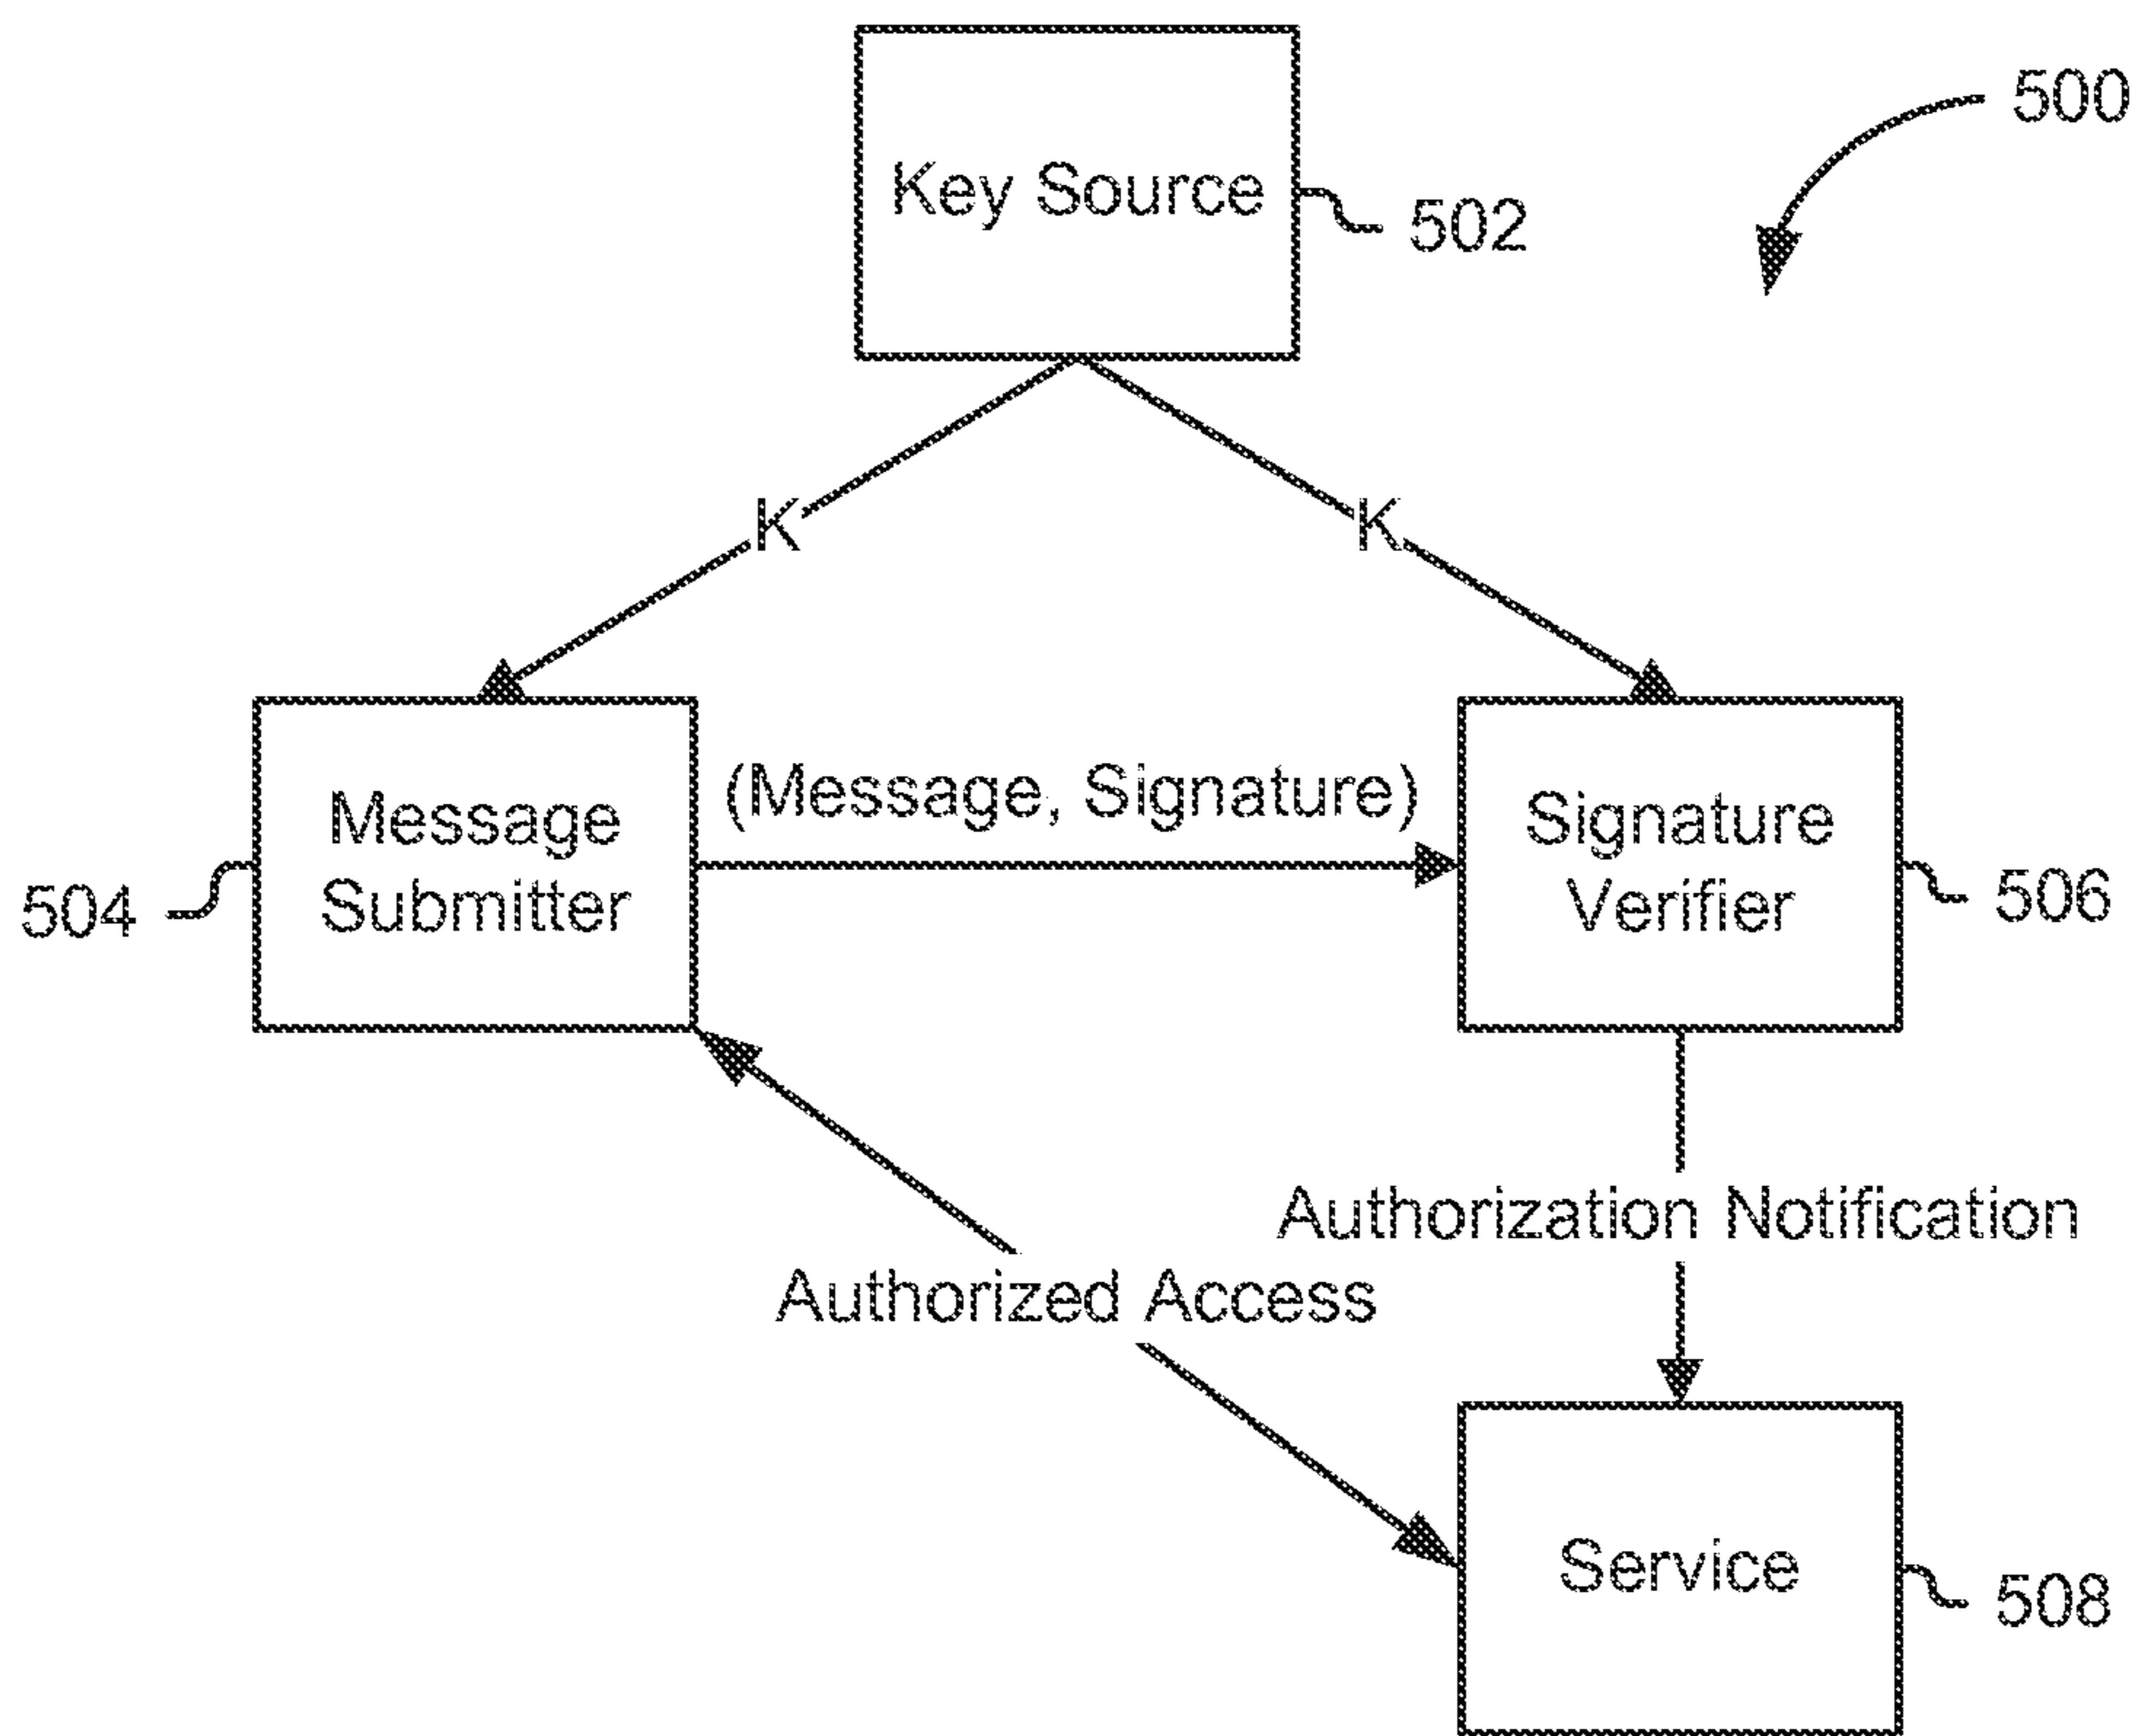 500
Key Source
502
K
K
(Message, Signature)
Message
Submitter
Signature
Verifier
504
506
Authorization Notification
Authorized Access
Service
508